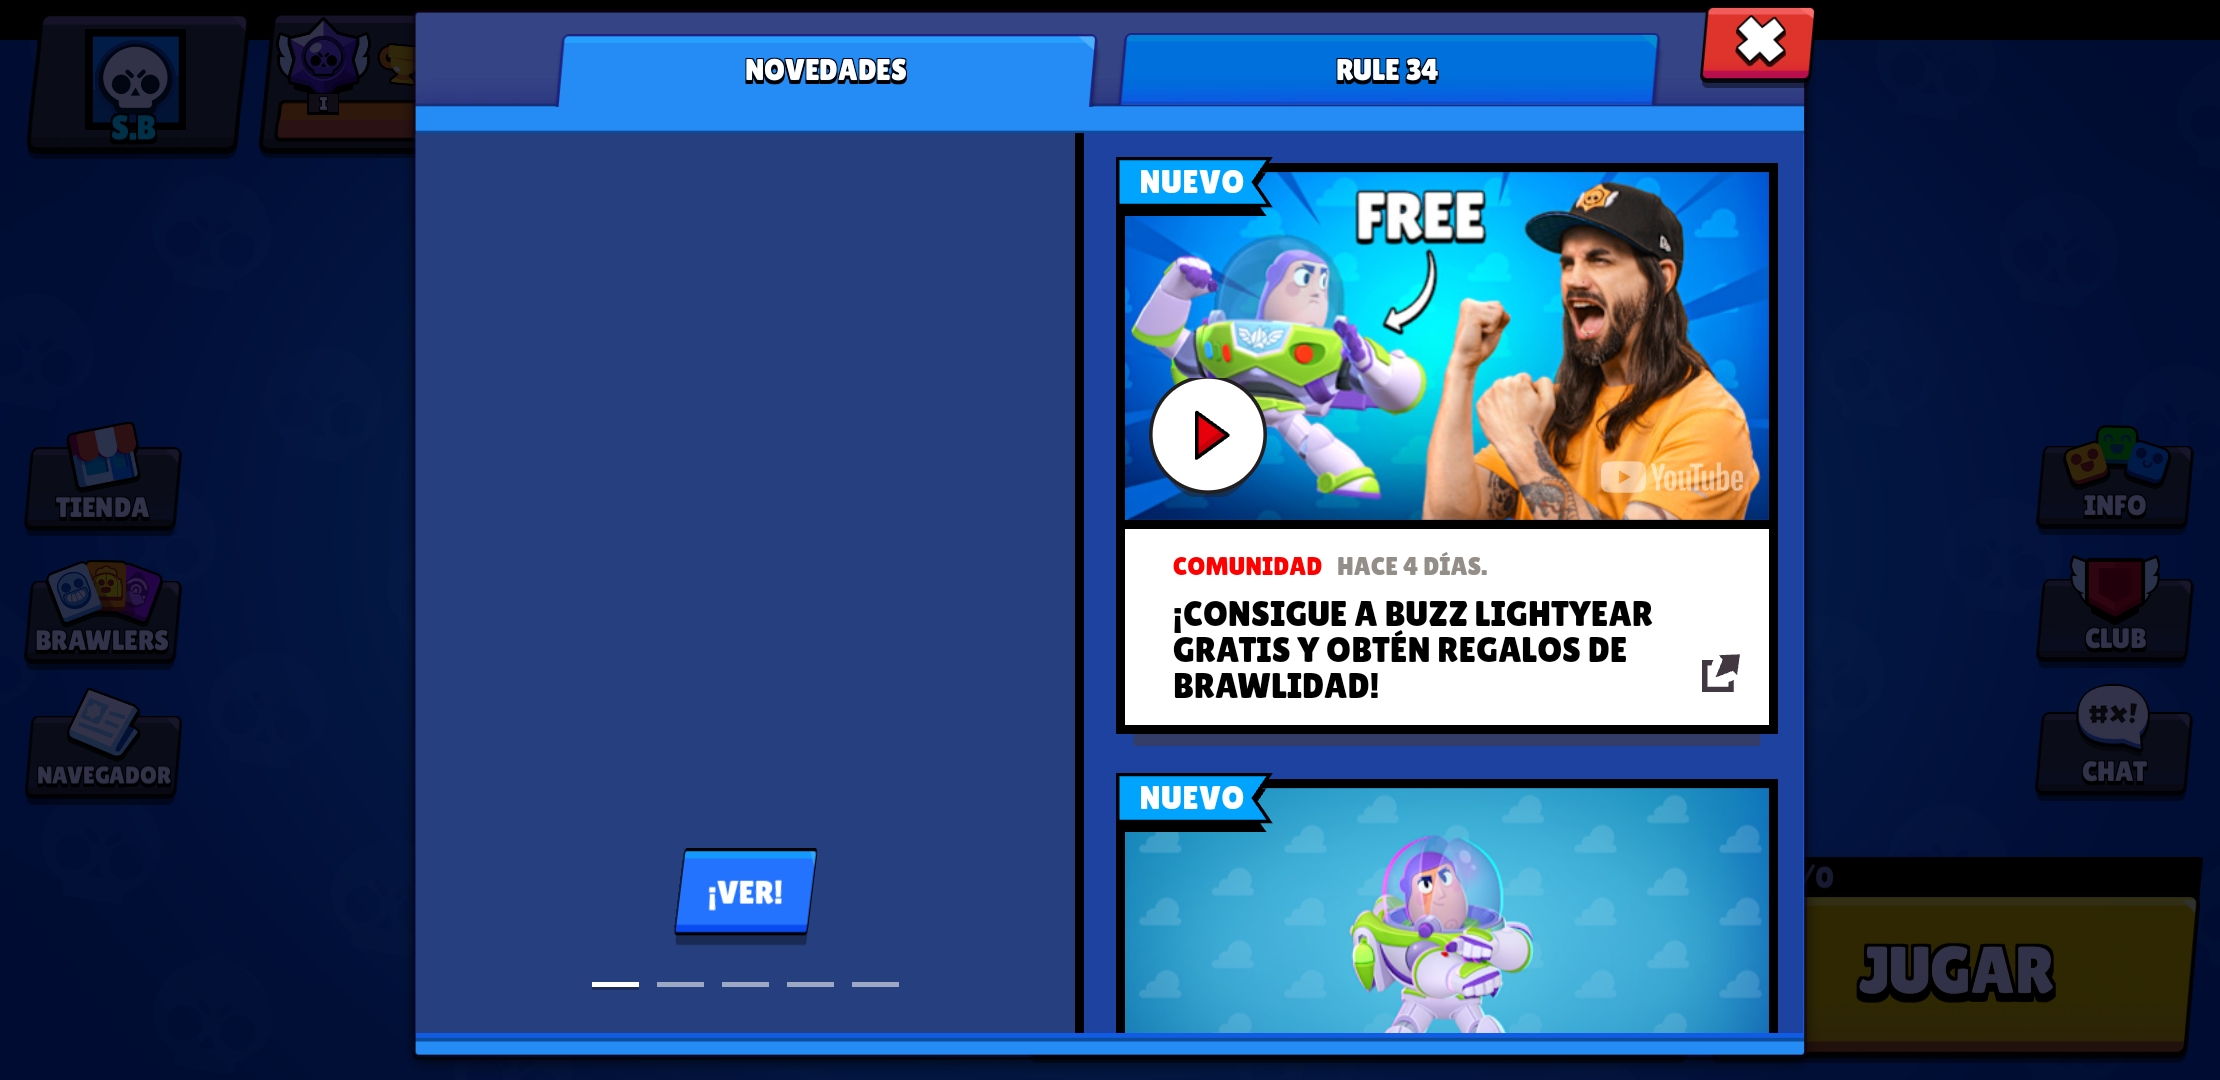 S.B
I
NOVEDADES
RULE 34
NUEVO
FREE
YouTube
COMUNIDAD HACE 4 DÍAS.
¡CONSIGUE A BUZZ LIGHTYEAR
GRATIS Y OBTÉN REGALOS DE
BRAWLIDAD!
NUEVO
¡VER!
TIENDA
BRAWLERS
NAVEGADOR
INFO
CLUB
#×!
CHAT
/0
JUGAR